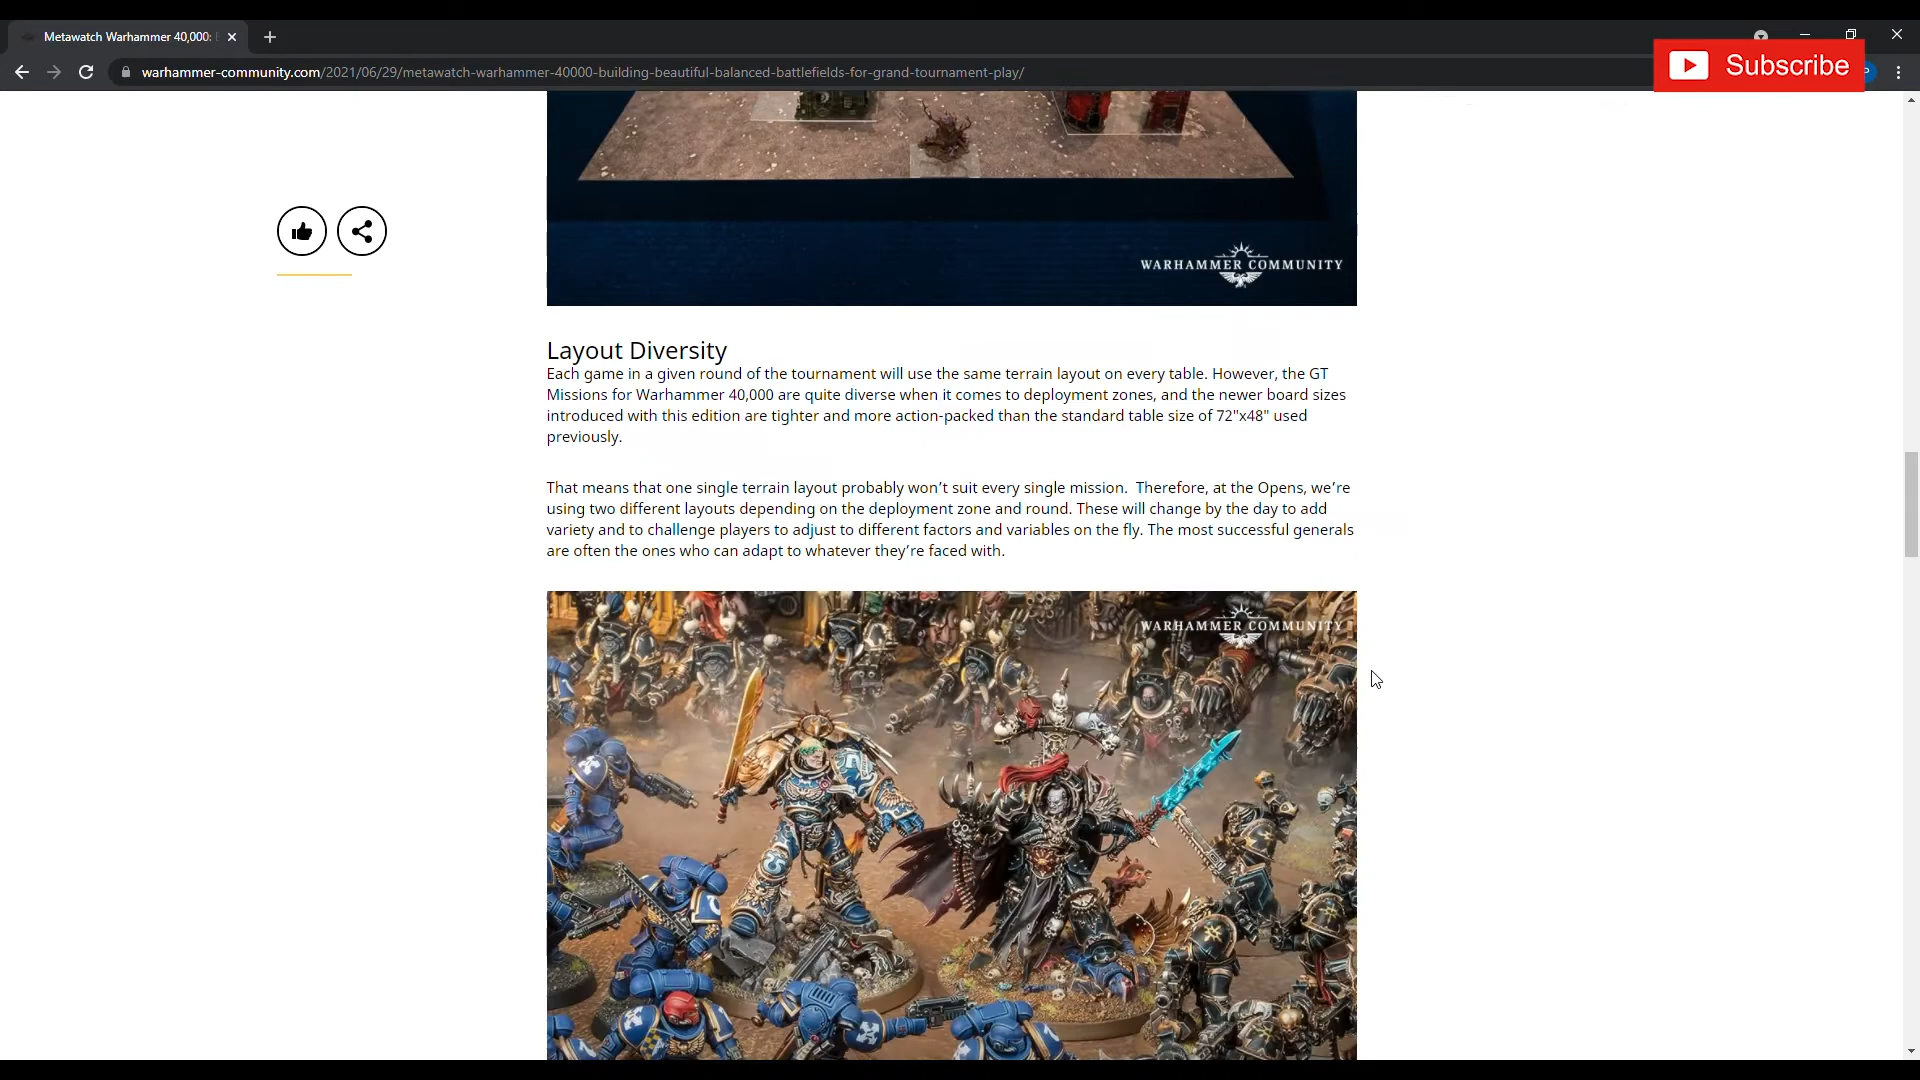 Metawatch Warhammer 40,000:
warhammer-community.com/2021/06/29/metawatch-warhammer-40000-building-beautiful-balanced-battlefields-for-grand-tournament-play/
Subscribe
WARHAMMER COMMUNITY
Layout Diversity
Each game in a given round of the tournament will use the same terrain layout on every table. However, the GT
Missions for Warhammer 40,000 are quite diverse when it comes to deployment zones, and the newer board sizes
introduced with this edition are tighter and more action-packed than the standard table size of 72"x48" used
previously.
That means that one single terrain layout probably won’t suit every single mission.  Therefore, at the Opens, we’re
using two different layouts depending on the deployment zone and round. These will change by the day to add
variety and to challenge players to adjust to different factors and variables on the fly. The most successful generals
are often the ones who can adapt to whatever they’re faced with.
WARHAMMER COMMUNITY